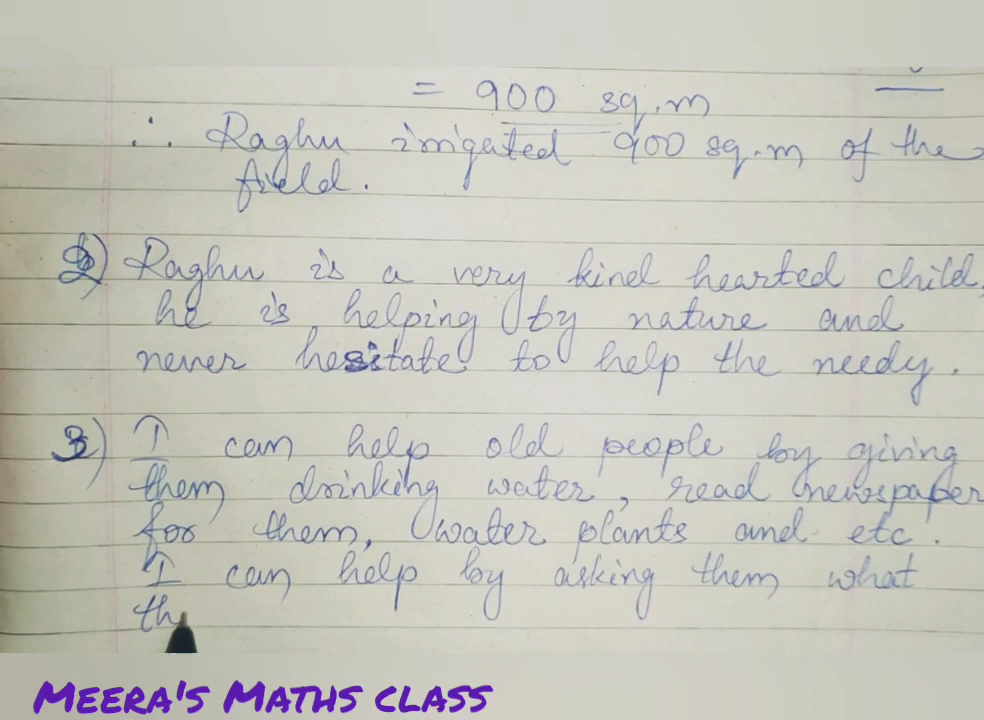 = 900 sq.m
∴ Raghu irrigated 900 sq.m of the
field.
2) Raghu is a very kind hearted child,
he is helping by nature and
never hesitate to help the needy.
3) I can help old people by giving
them drinking water, read newspaper
for them, water plants and etc.
I can help by asking them what
th
MEERA'S MATHS CLASS